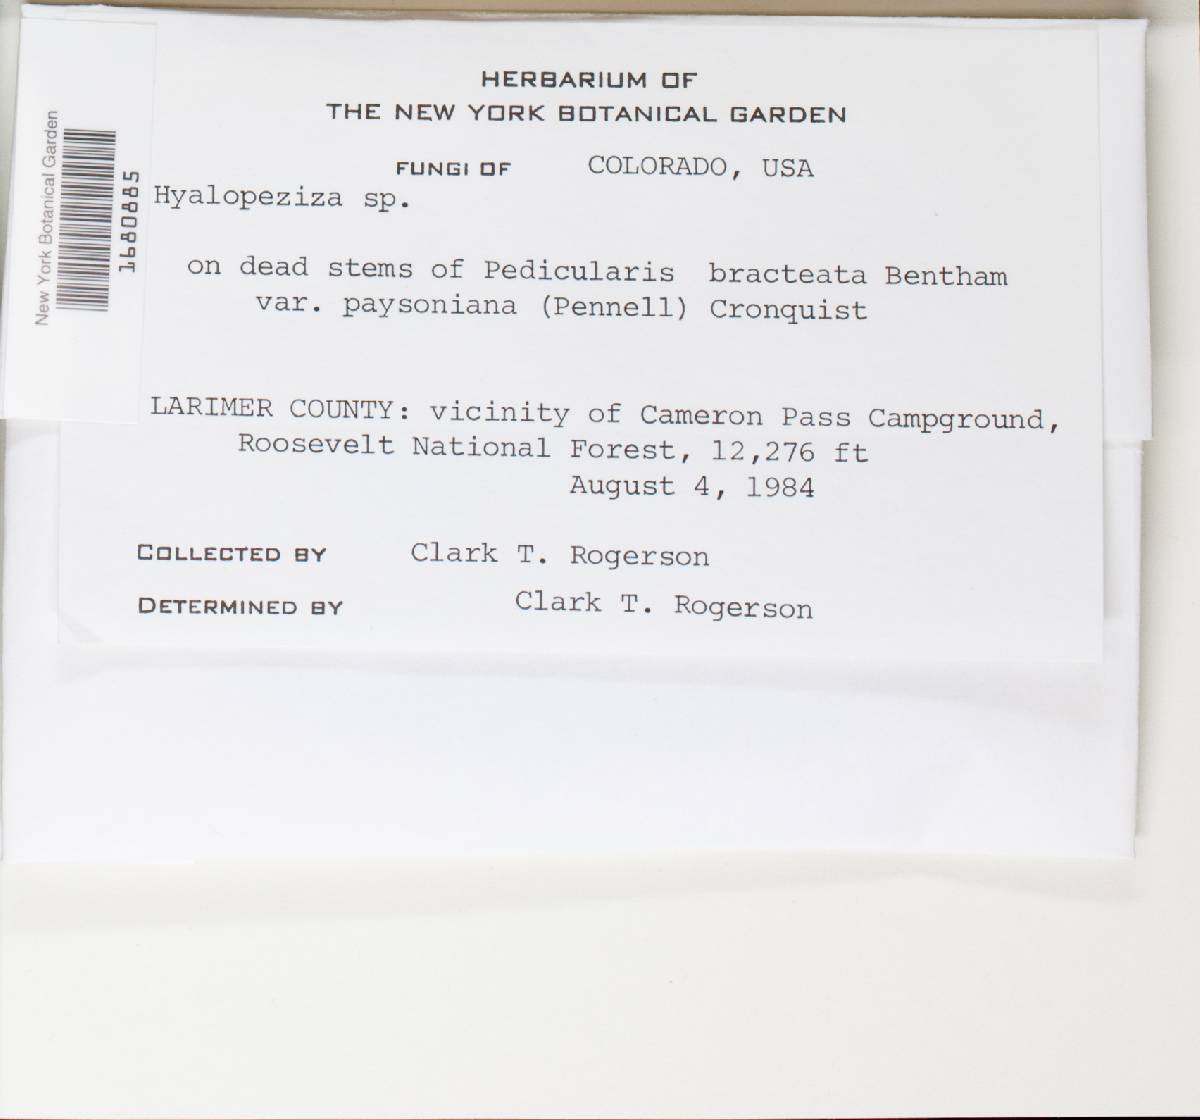 HERBARIUM OF
THE NEW YORK BOTANICAL GARDEN
FUNGI OF COLORADO, USA
Hyalopeziza sp.
on dead stems of Pedicularis bracteata Bentham
var. paysoniana (Pennell) Cronquist
LARIMER COUNTY: vicinity of Cameron Pass Campground,
Roosevelt National Forest, 12,276 ft
August 4, 1984
COLLECTED BY Clark T. Rogerson
DETERMINED BY Clark T. Rogerson
New York Botanical Garden
1680885